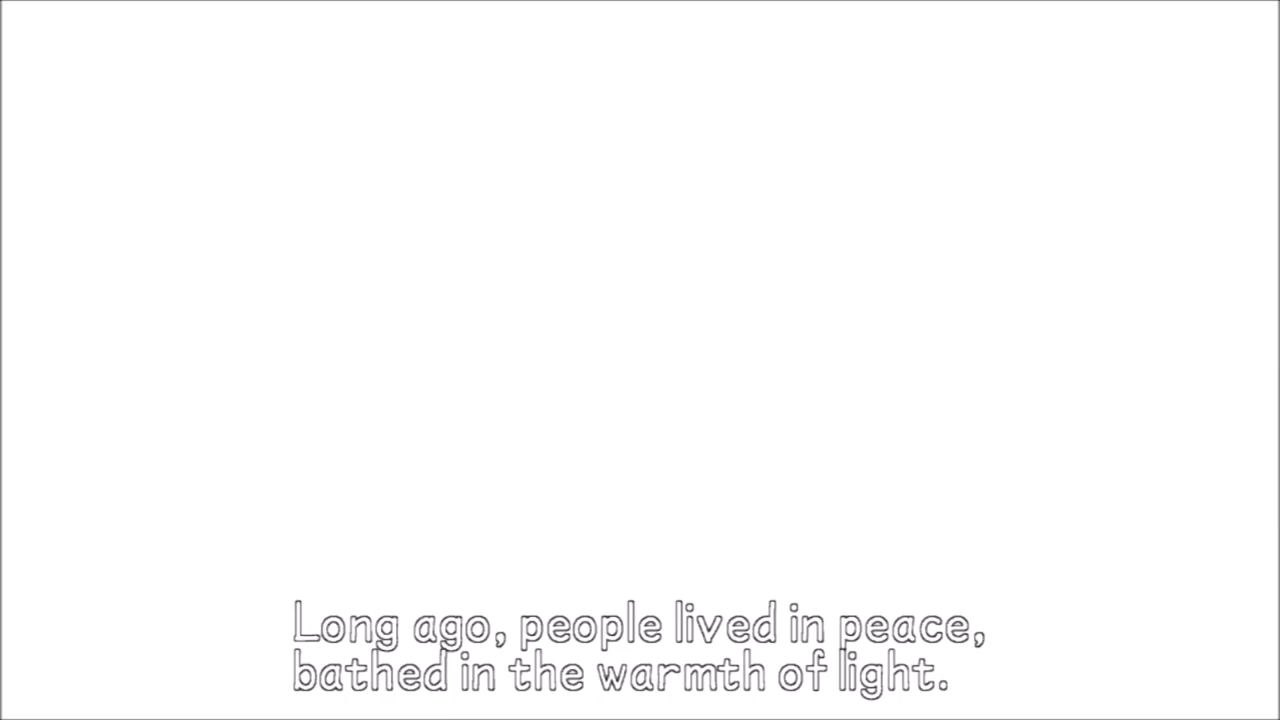 Long ago, people lived in peace,
bathed in the warmth of light.